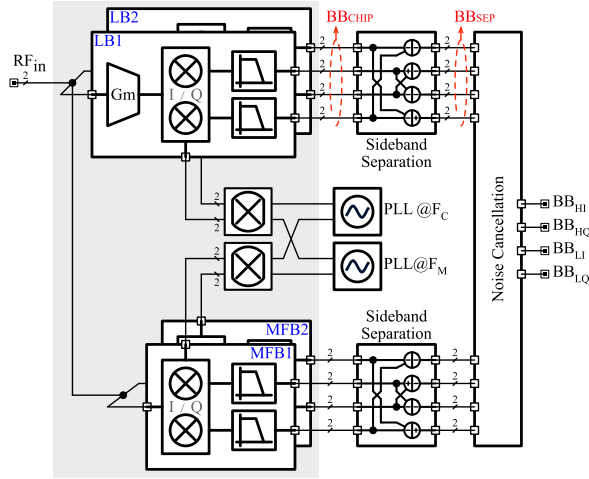 BBCHIP
BBSEP
LB2
LB1
RFin
2
Gm
I / Q
2
2
2
2
2
2
2
2
Sideband
Separation
2
2
2
2
PLL @FC
PLL@FM
Noise Cancellation
BBHI
BBHQ
BBLI
BBLQ
Sideband
Separation
MFB2
MFB1
I / Q
2
2
2
2
2
2
2
2